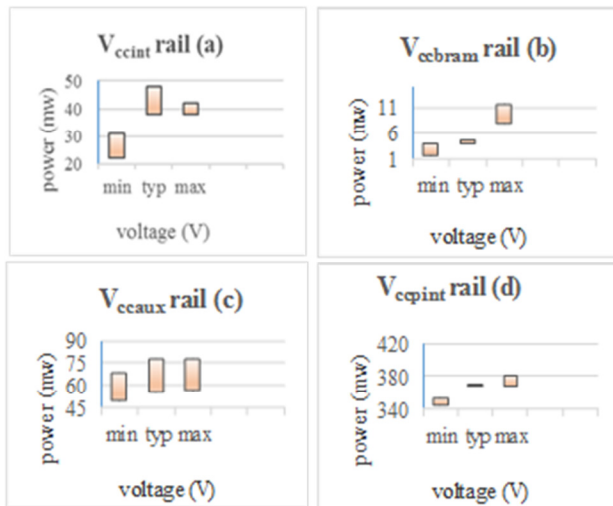 Vccint rail (a)
power (mw)
50
40
30
20
min typ max
voltage (V)
Vccbram rail (b)
power (mw)
11
6
1
min typ max
voltage (V)
Vccaux rail (c)
power (mw)
90
75
60
45
min typ max
voltage (V)
Vccpint rail (d)
power (mw)
420
380
340
min typ max
voltage (V)